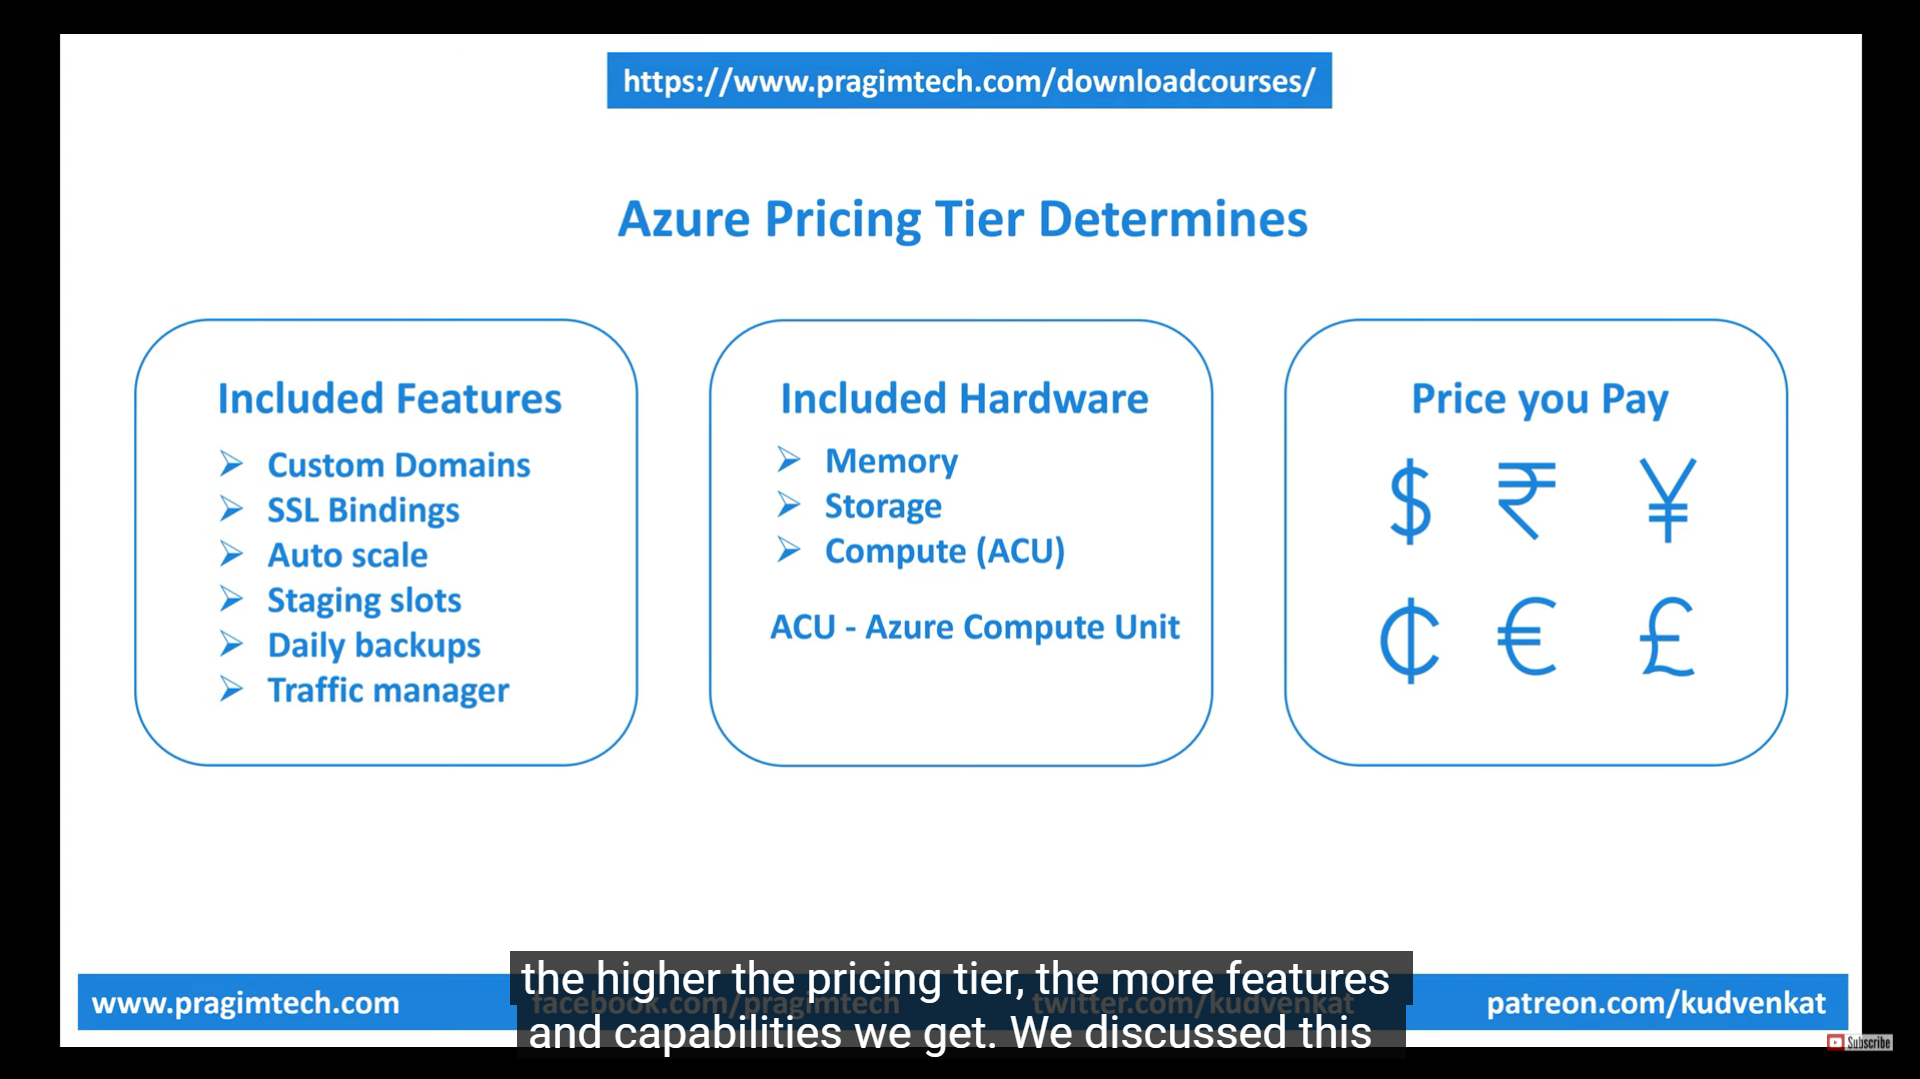 https://www.pragimtech.com/downloadcourses/
Azure Pricing Tier Determines
Included Features
Custom Domains
SSL Bindings
Auto scale
Staging slots
Daily backups
Traffic manager
Included Hardware
Memory
Storage
Compute (ACU)
ACU - Azure Compute Unit
Price you Pay
$ ₹ ¥
₵ € £
the higher the pricing tier, the more features
and capabilities we get. We discussed this
www.pragimtech.com
facebook.com/pragimtech
twitter.com/kudvenkat
patreon.com/kudvenkat
Subscribe